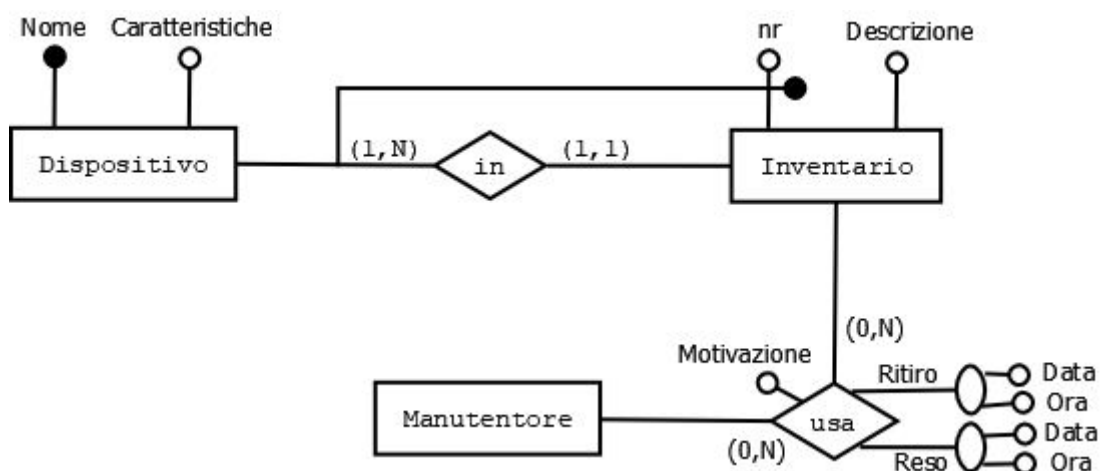 Nome Caratteristiche nr Descrizione
Dispositivo (1,N) in (1,1) Inventario
(0,N)
Motivazione Ritiro Data
Ora
Manutentore (0,N) usa Data
Reso Ora